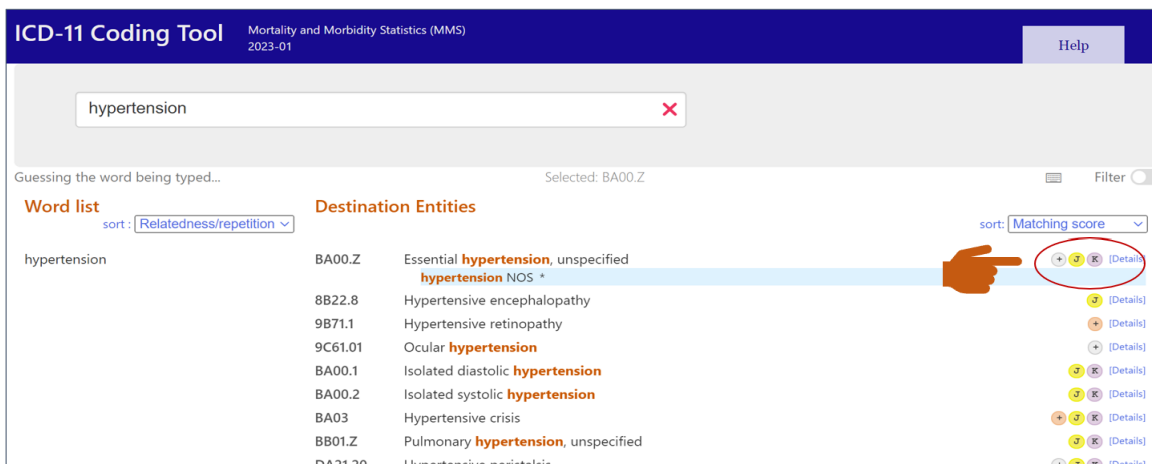 ICD-11 Coding Tool
Mortality and Morbidity Statistics (MMS)
2023-01
Help
hypertension
Guessing the word being typed...
Selected: BA00.Z
Filter
Word list
sort : Relatedness/repetition
Destination Entities
sort: Matching score
hypertension
BA00.Z Essential hypertension, unspecified + J K [Details]
hypertension NOS *
8B22.8 Hypertensive encephalopathy J [Details]
9B71.1 Hypertensive retinopathy + [Details]
9C61.01 Ocular hypertension + [Details]
BA00.1 Isolated diastolic hypertension J K [Details]
BA00.2 Isolated systolic hypertension J K [Details]
BA03 Hypertensive crisis + J K [Details]
BB01.Z Pulmonary hypertension, unspecified J K [Details]